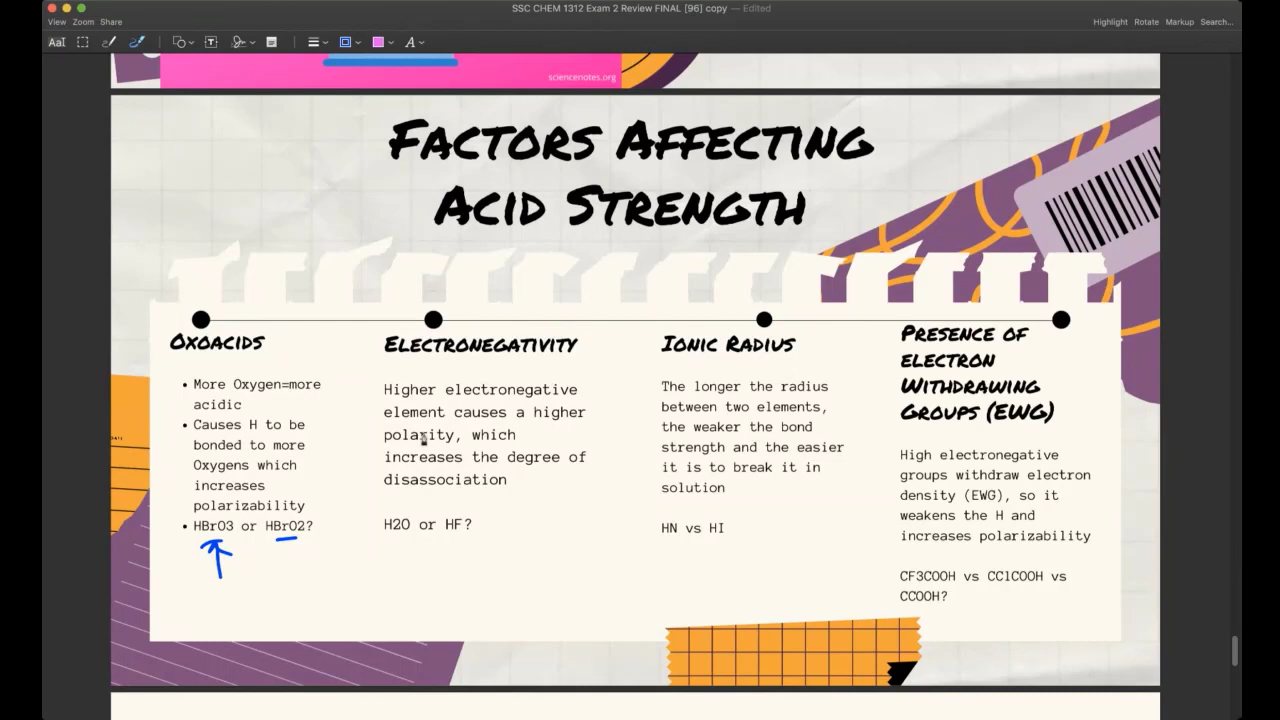 SSC CHEM 1312 Exam 2 Review FINAL [96] copy — Edited
View Zoom Share
Highlight Rotate Markup Search...
AaI
sciencenotes.org
FACTORS AFFECTING
ACID STRENGTH
OXOACIDS
• More Oxygen=more
acidic
• Causes H to be
bonded to more
Oxygens which
increases
polarizability
• HBrO3 or HBrO2?
ELECTRONEGATIVITY
Higher electronegative
element causes a higher
polarity, which
increases the degree of
disassociation
H2O or HF?
IONIC RADIUS
The longer the radius
between two elements,
the weaker the bond
strength and the easier
it is to break it in
solution
HN vs HI
PRESENCE OF
ELECTRON
WITHDRAWING
GROUPS (EWG)
High electronegative
groups withdraw electron
density (EWG), so it
weakens the H and
increases polarizability
CF3COOH vs CClCOOH vs
CCOOH?